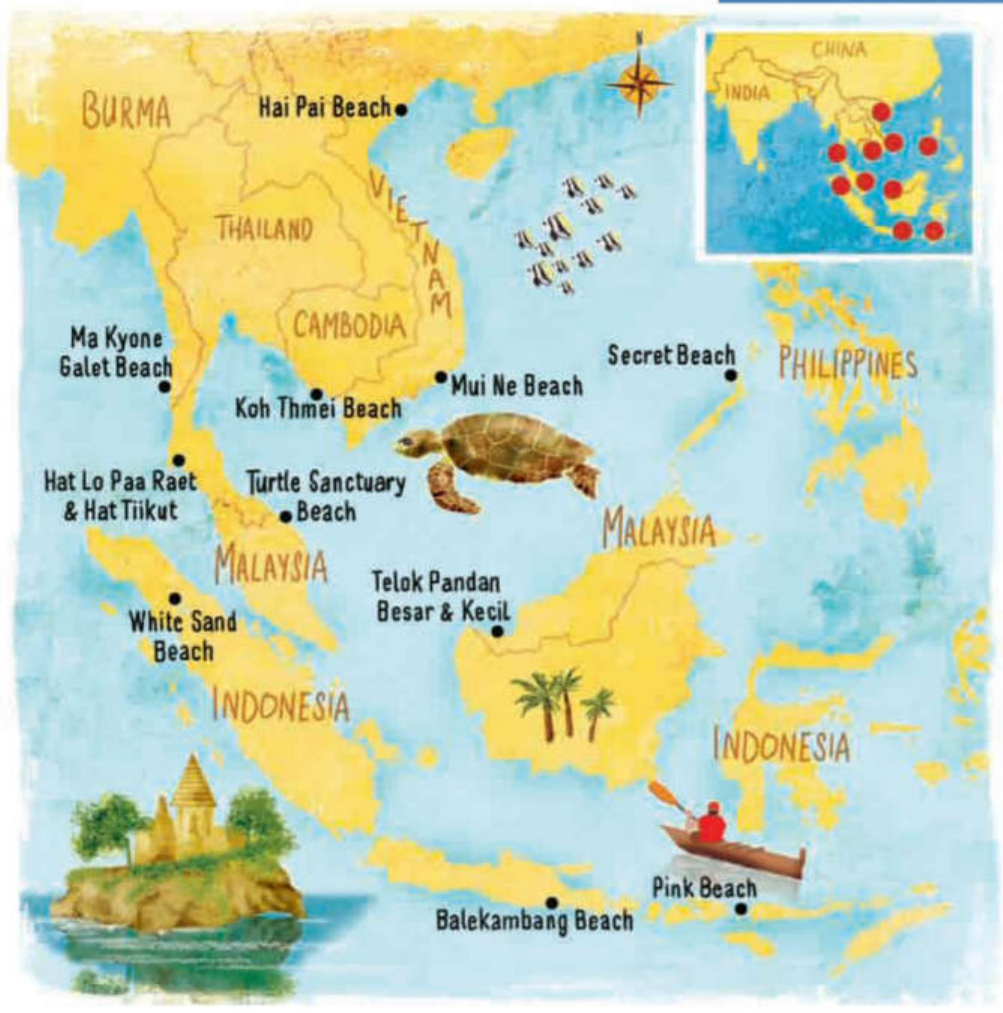 N
CHINA
INDIA
BURMA
Hai Pai Beach
VIETNAM
THAILAND
CAMBODIA
Ma Kyone
Galet Beach
Koh Thmei Beach
Mui Ne Beach
Secret Beach
PHILIPPINES
Hat Lo Paa Raet
& Hat Tiikut
Turtle Sanctuary
Beach
MALAYSIA
MALAYSIA
Telok Pandan
Besar & Kecil
White Sand
Beach
INDONESIA
INDONESIA
Pink Beach
Balekambang Beach